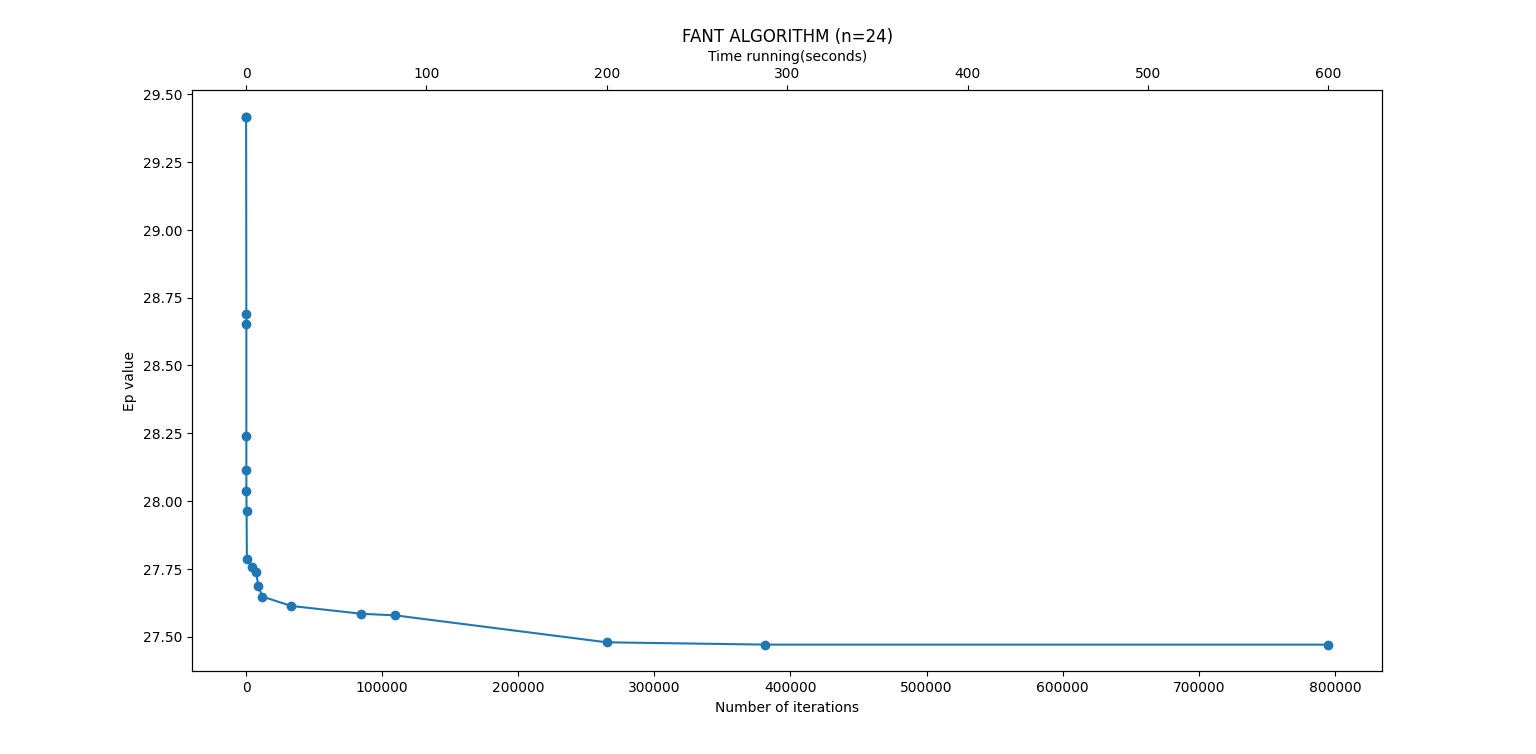 FANT ALGORITHM (n=24)
Time running(seconds)
0 100 200 300 400 500 600
29.50
29.25
29.00
28.75
28.50
28.25
28.00
27.75
27.50
Ep value
0 100000 200000 300000 400000 500000 600000 700000 800000
Number of iterations